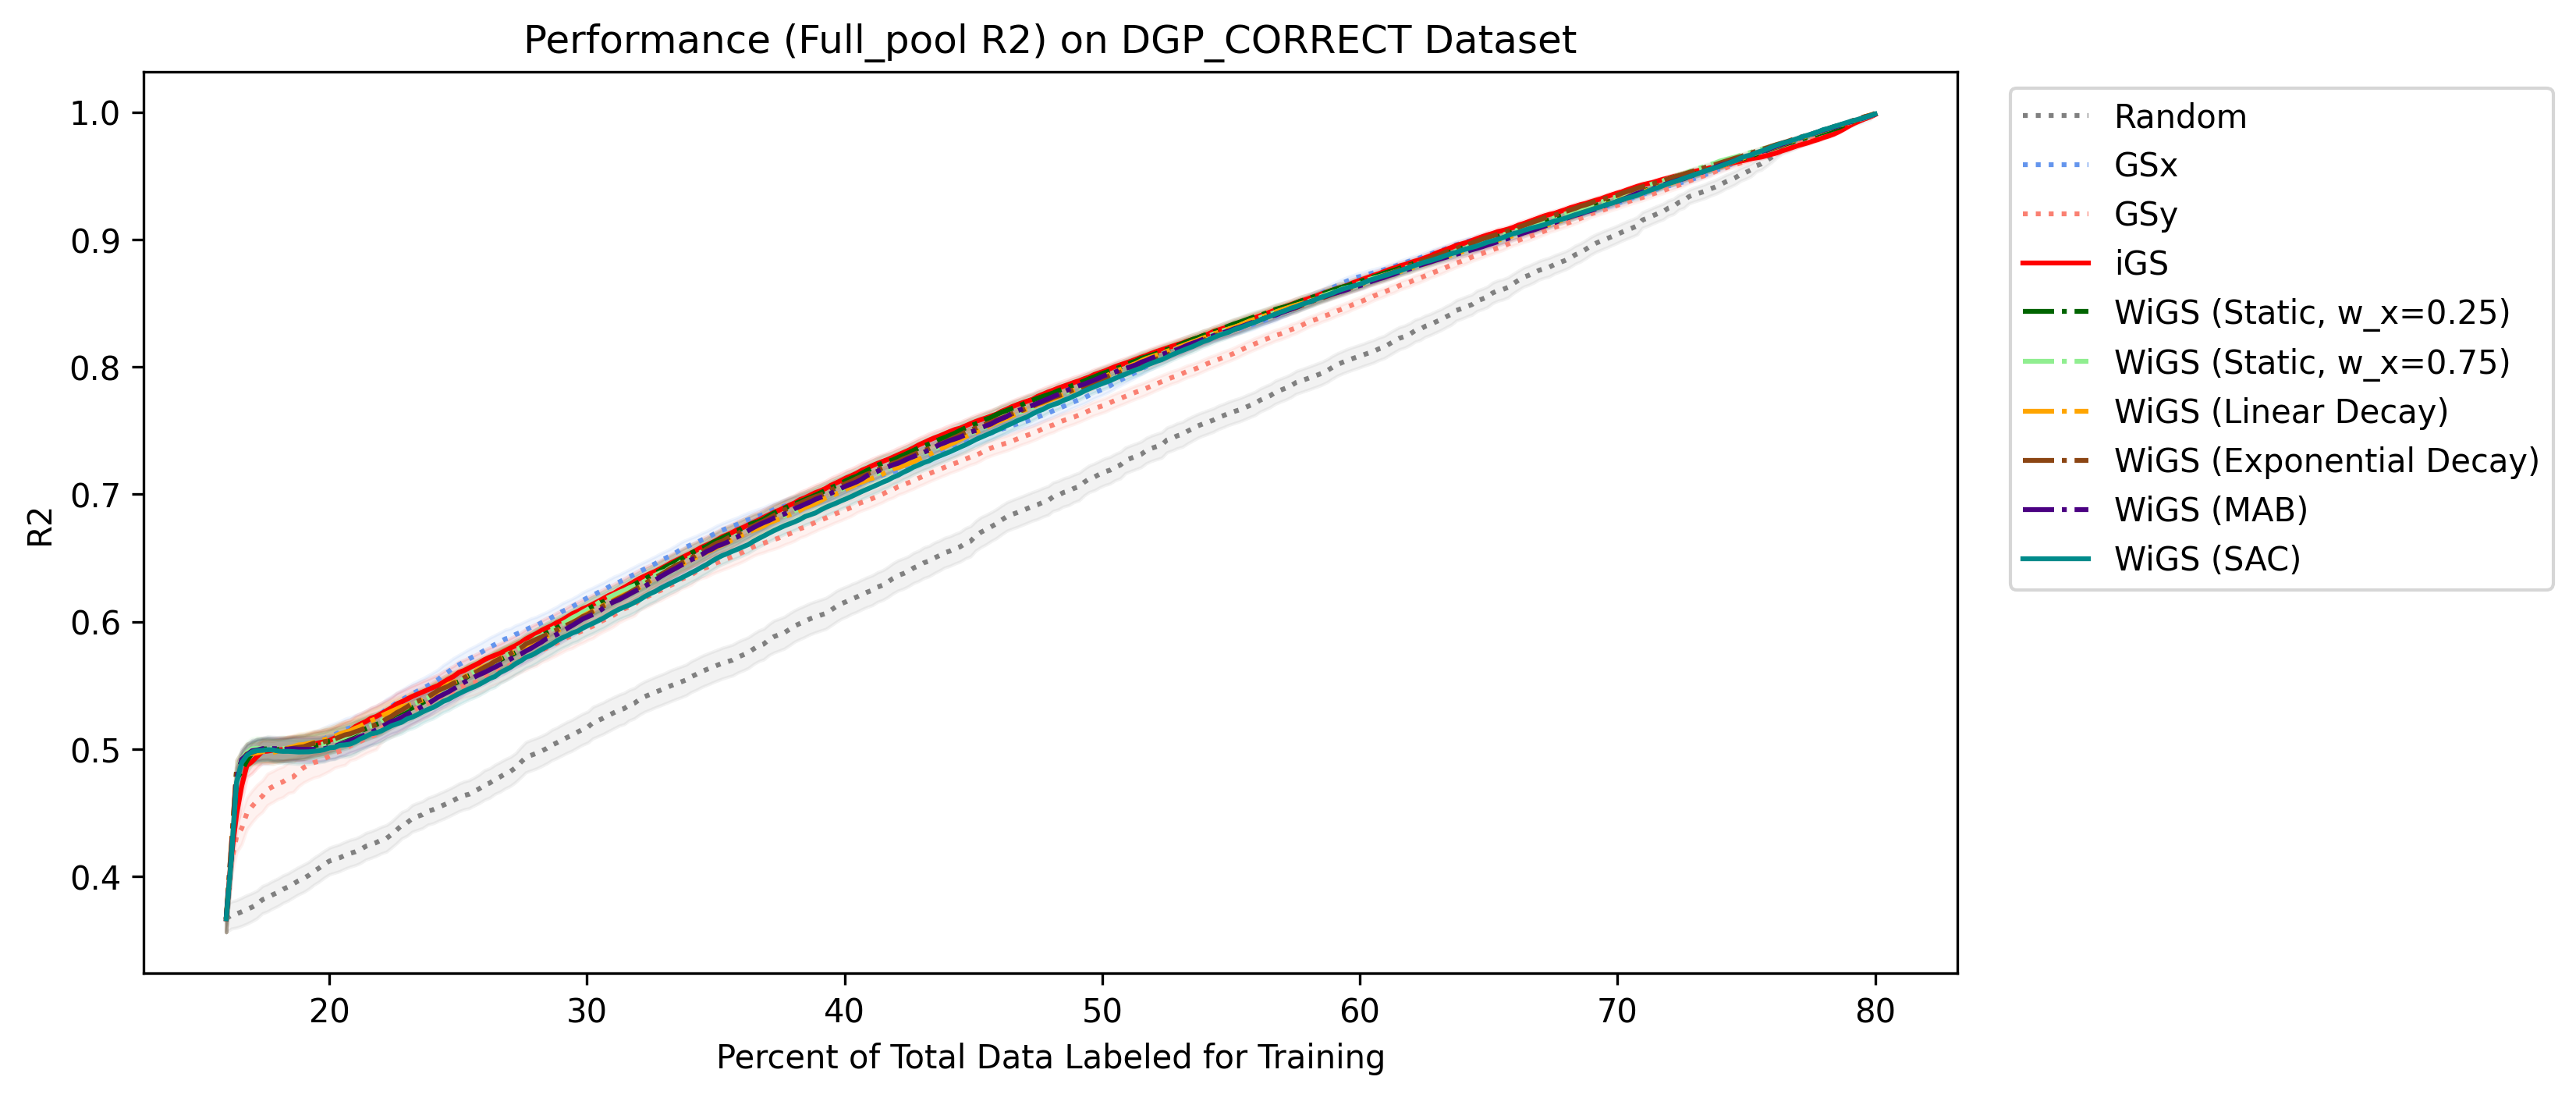 Performance (Full_pool R2) on DGP_CORRECT Dataset
R2
1.0
0.9
0.8
0.7
0.6
0.5
0.4
20 30 40 50 60 70 80
Percent of Total Data Labeled for Training
Random
GSx
GSy
iGS
WiGS (Static, w_x=0.25)
WiGS (Static, w_x=0.75)
WiGS (Linear Decay)
WiGS (Exponential Decay)
WiGS (MAB)
WiGS (SAC)